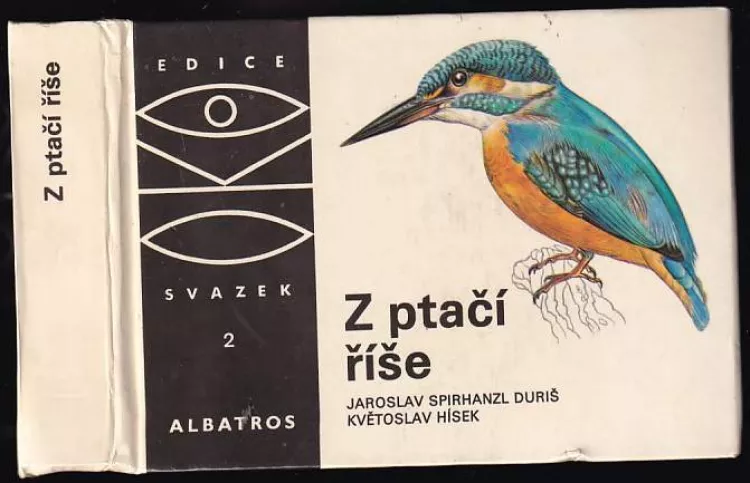 Z ptačí říše
EDICE
SVAZEK
2
ALBATROS
Z ptačí
říše
JAROSLAV SPIRHANZL DURIŠ
KVĚTOSLAV HÍSEK